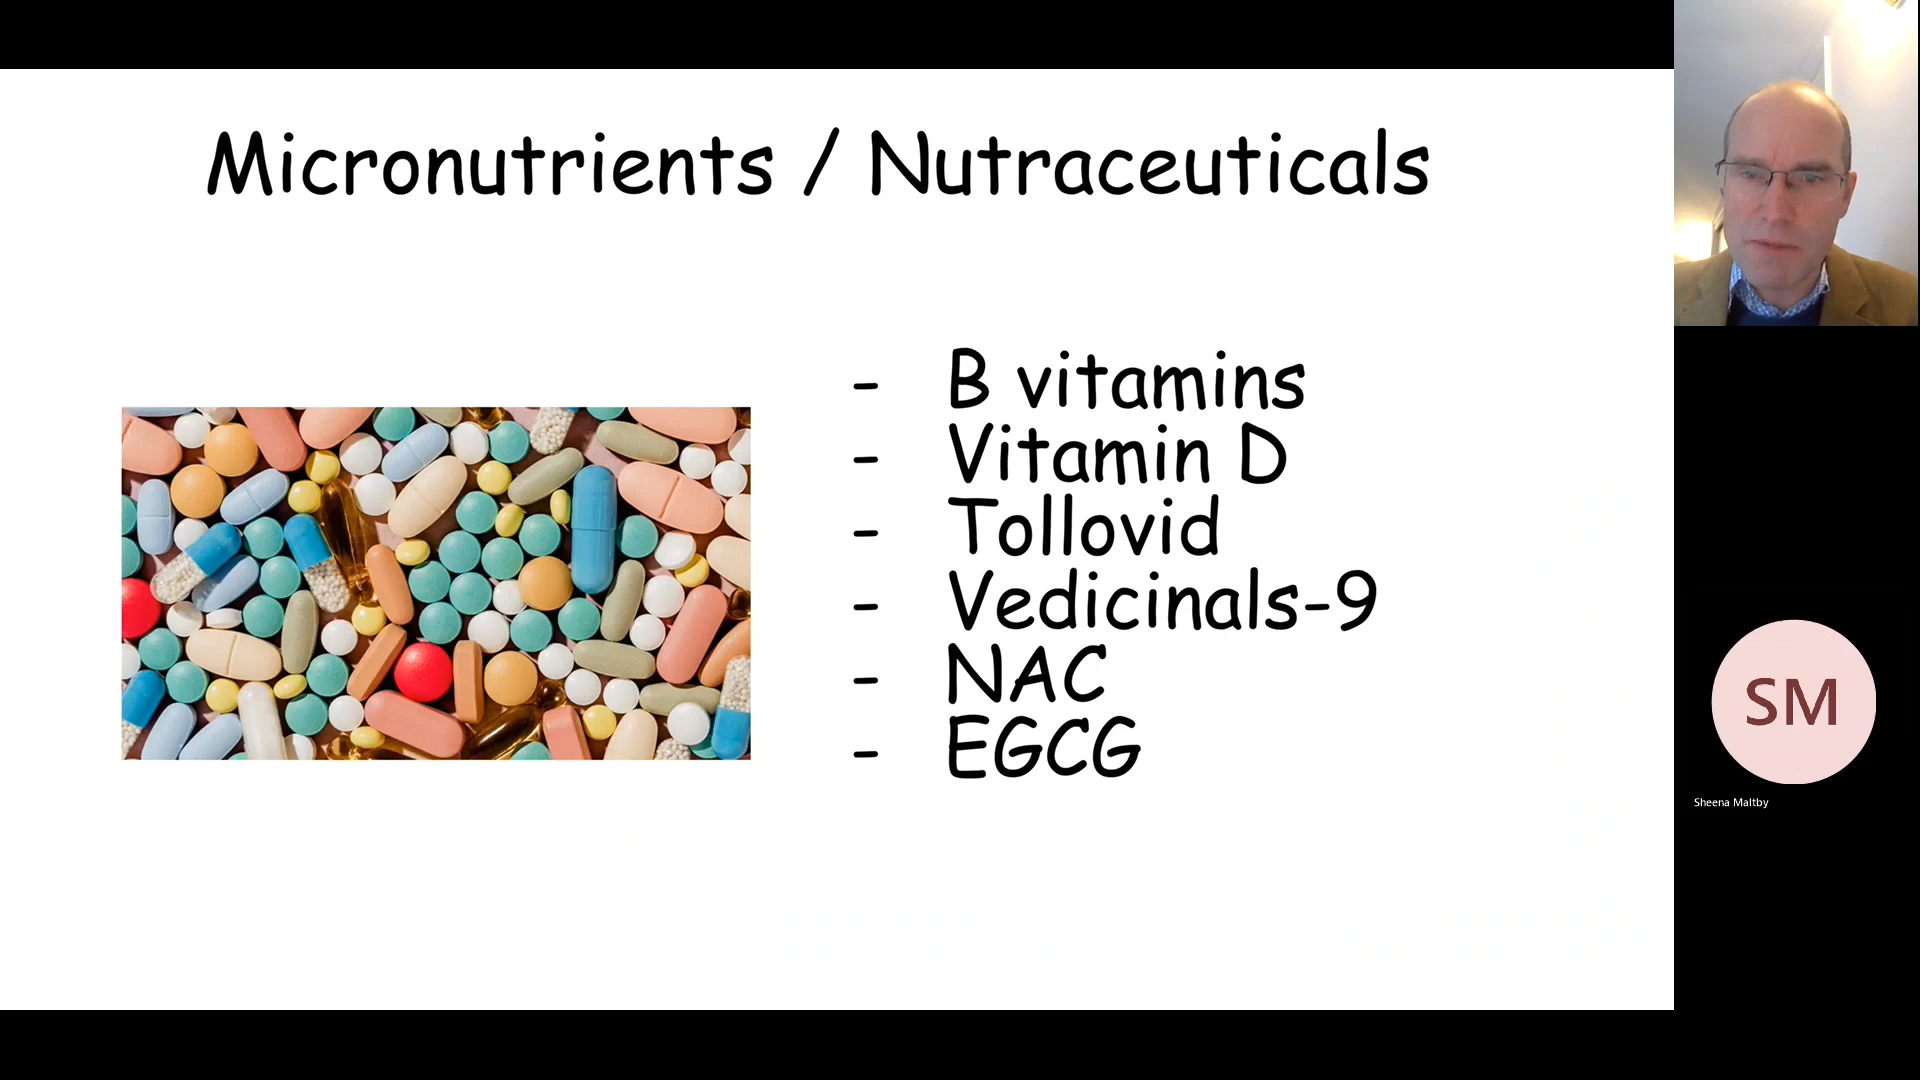 Micronutrients / Nutraceuticals
- B vitamins
- Vitamin D
- Tollovid
- Vedicinals-9
- NAC
- EGCG
SM
Sheena Maltby